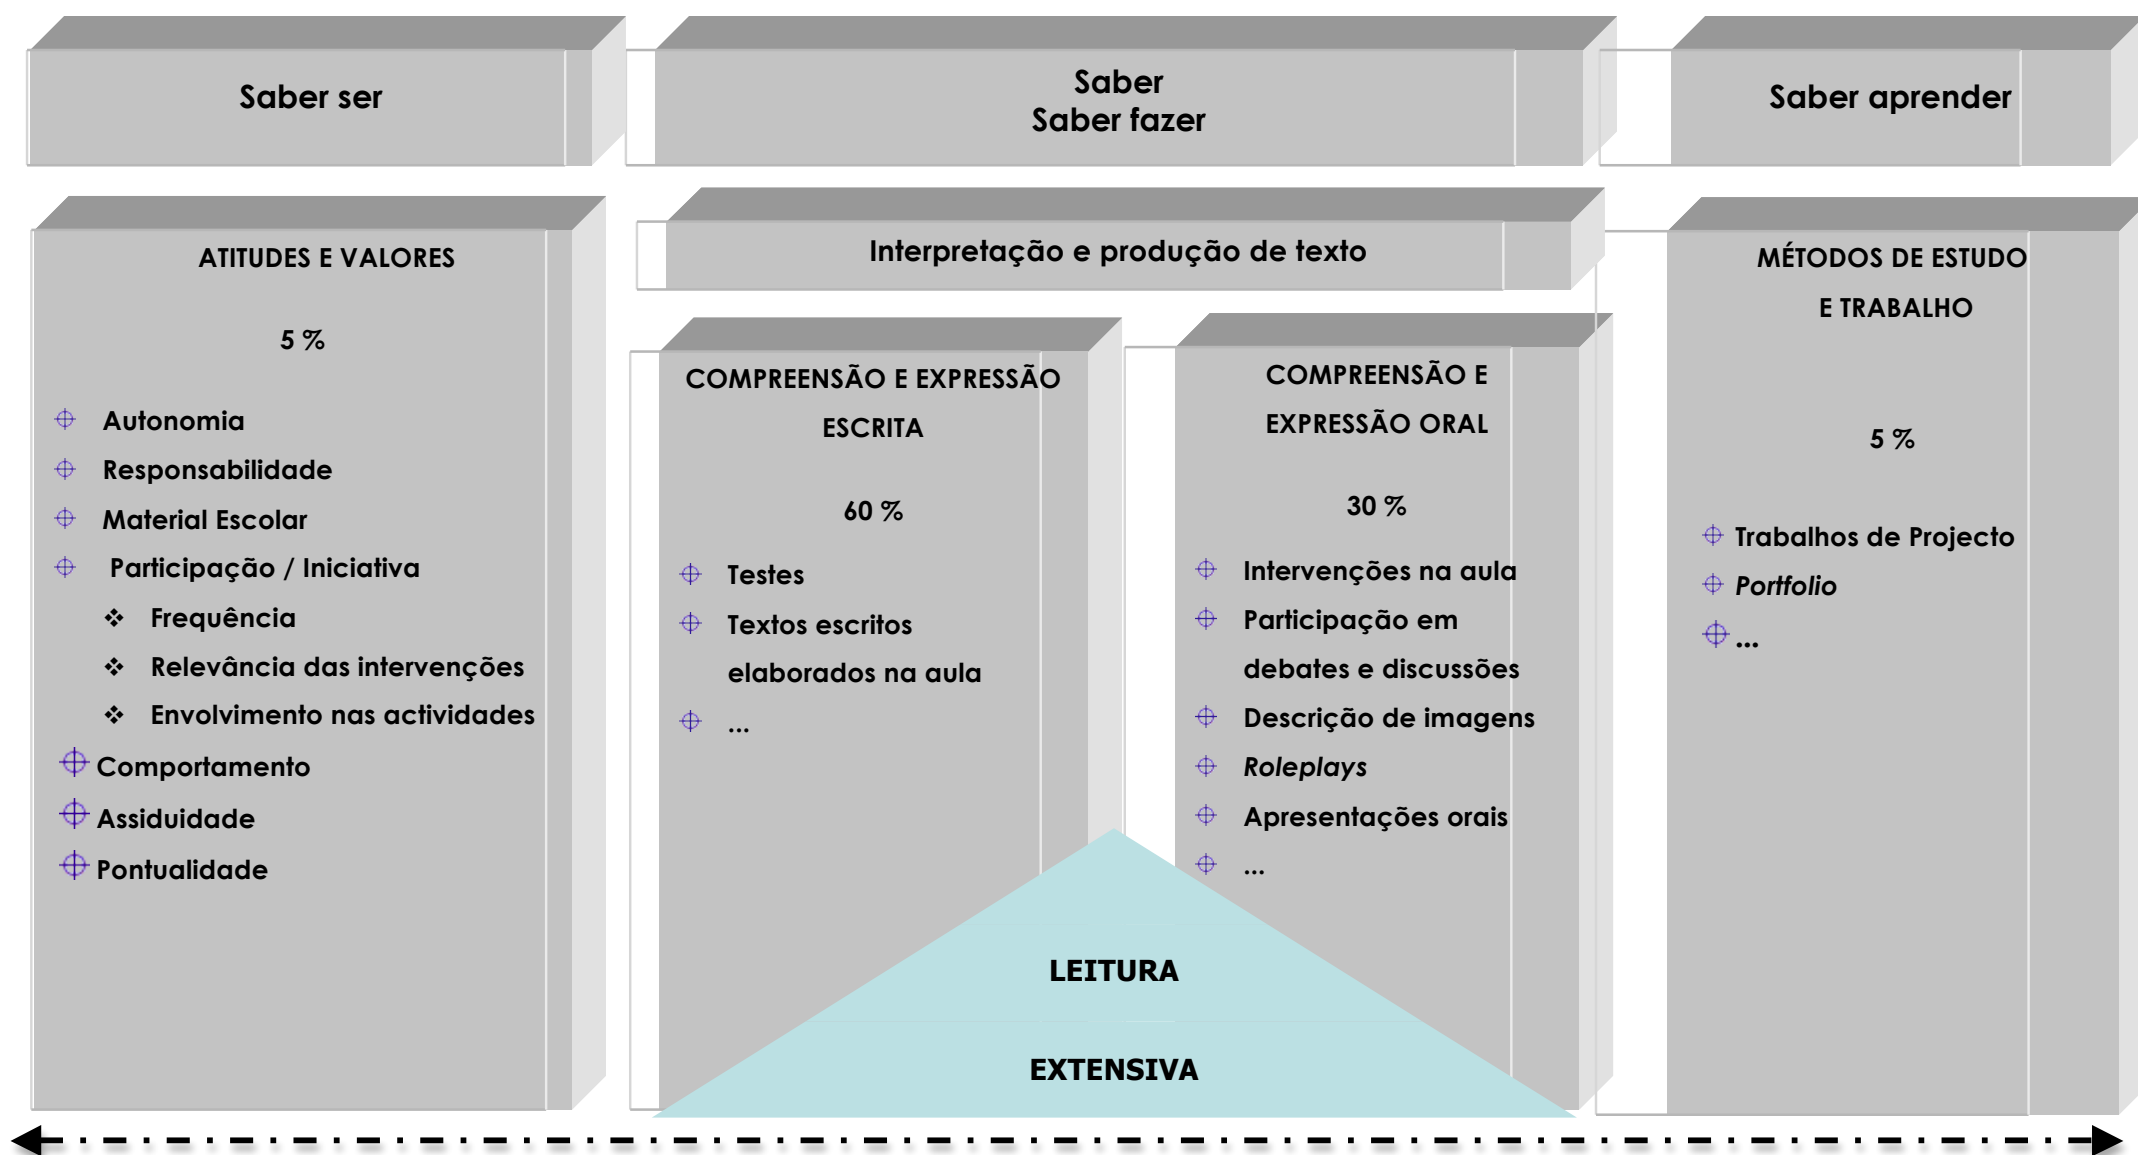 Saber ser
Saber
Saber fazer
Saber aprender
ATITUDES E VALORES
5 %
Autonomia
Responsabilidade
Material Escolar
Participação / Iniciativa
Frequência
Relevância das intervenções
Envolvimento nas actividades
Comportamento
Assiduidade
Pontualidade
Interpretação e produção de texto
COMPREENSÃO E EXPRESSÃO
ESCRITA
60 %
Testes
Textos escritos
elaborados na aula
...
COMPREENSÃO E
EXPRESSÃO ORAL
30 %
Intervenções na aula
Participação em
debates e discussões
Descrição de imagens
Roleplays
Apresentações orais
...
LEITURA
EXTENSIVA
MÉTODOS DE ESTUDO
E TRABALHO
5 %
Trabalhos de Projecto
Portfolio
...